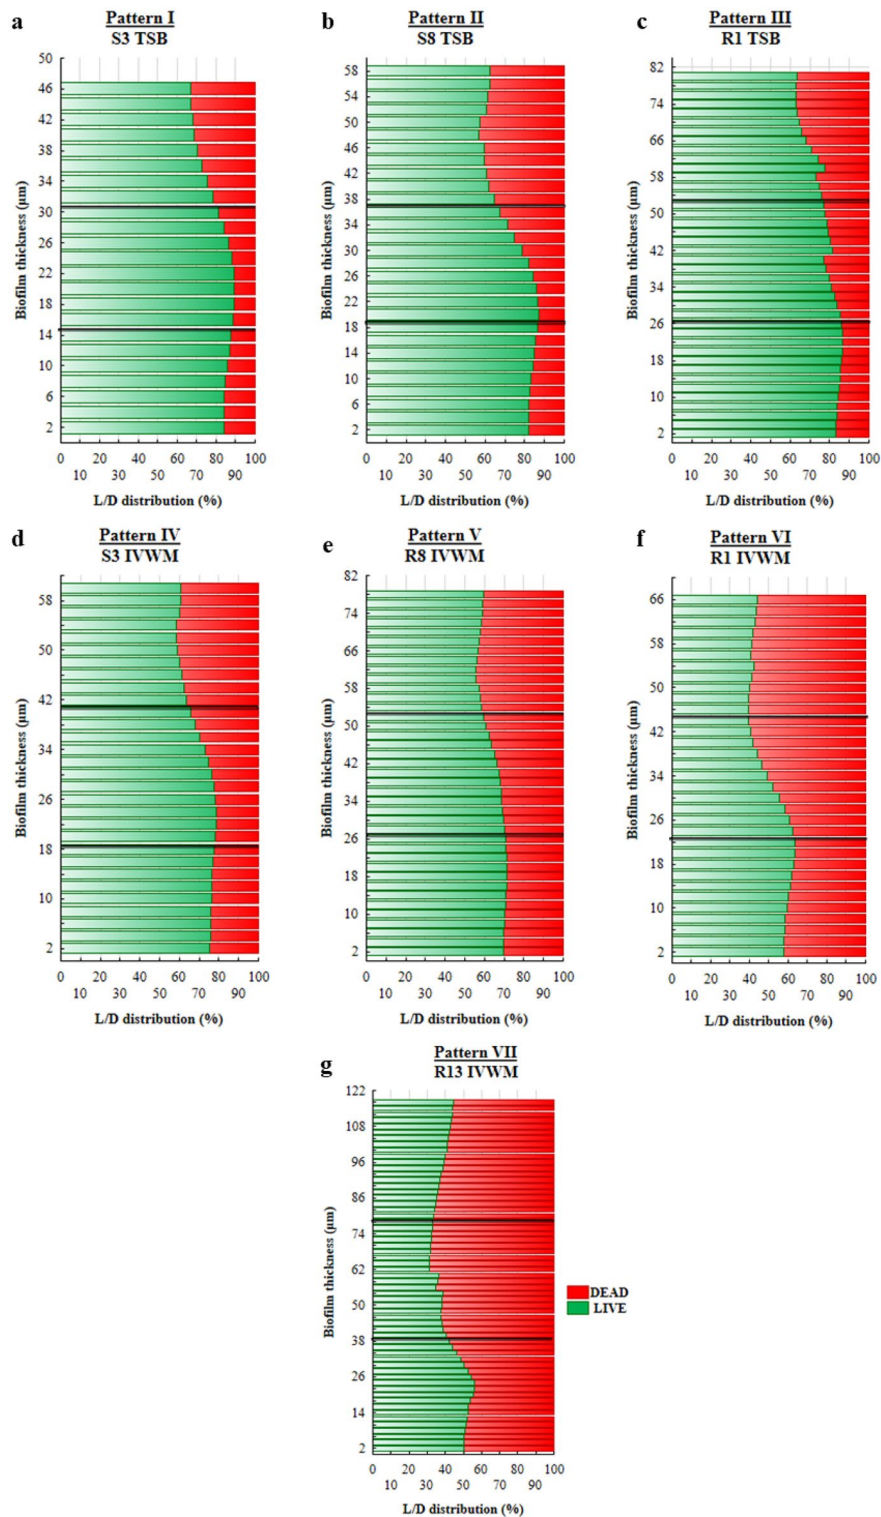 a
Pattern I
S3 TSB
50
46
42
38
34
30
26
22
18
14
10
6
2
Biofilm thickness (µm)
0 20 40 60 80 100
10 30 50 70 90
L/D distribution (%)
b
Pattern II
S8 TSB
58
54
50
46
42
38
34
30
26
22
18
14
10
6
2
Biofilm thickness (µm)
0 20 40 60 80 100
10 30 50 70 90
L/D distribution (%)
c
Pattern III
R1 TSB
82
74
66
58
50
42
34
26
18
10
2
Biofilm thickness (µm)
0 20 40 60 80 100
10 30 50 70 90
L/D distribution (%)
d
Pattern IV
S3 IVWM
58
50
42
34
26
18
10
2
Biofilm thickness (µm)
0 20 40 60 80 100
10 30 50 70 90
L/D distribution (%)
e
Pattern V
R8 IVWM
82
74
66
58
50
42
34
26
18
10
2
Biofilm thickness (µm)
0 20 40 60 80 100
10 30 50 70 90
L/D distribution (%)
f
Pattern VI
R1 IVWM
66
58
50
42
34
26
18
10
2
Biofilm thickness (µm)
0 20 40 60 80 100
10 30 50 70 90
L/D distribution (%)
g
Pattern VII
R13 IVWM
122
108
96
86
74
62
50
38
26
14
2
Biofilm thickness (µm)
0 20 40 60 80 100
10 30 50 70 90
L/D distribution (%)
DEAD
LIVE